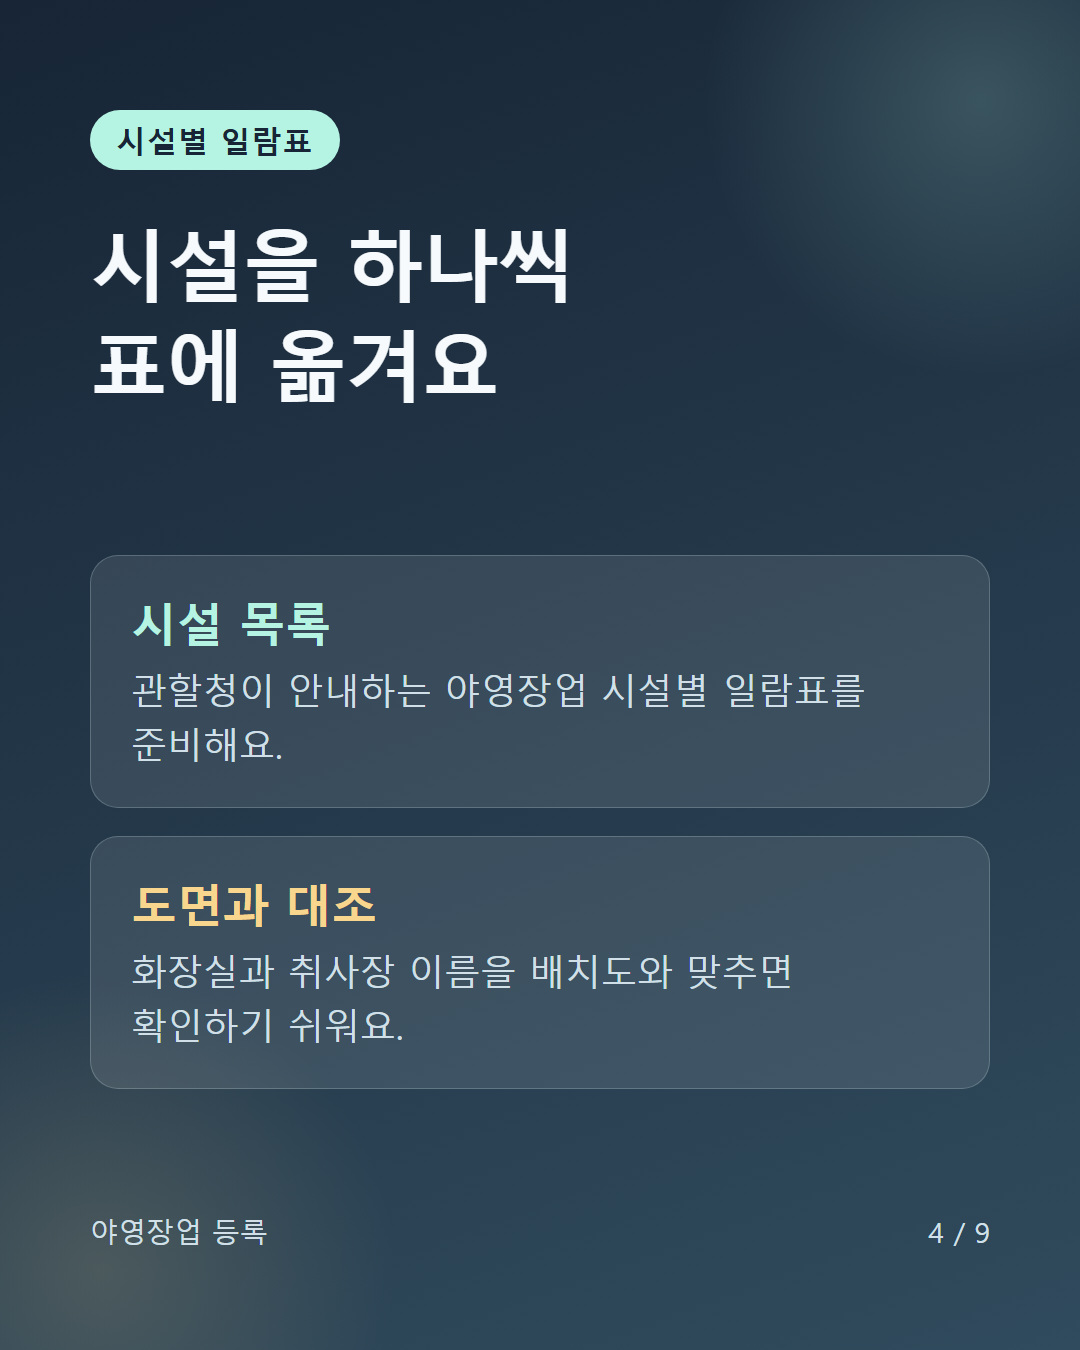 시설별 일람표
시설을 하나씩
표에 옮겨요
시설 목록
관할청이 안내하는 야영장업 시설별 일람표를
준비해요.
도면과 대조
화장실과 취사장 이름을 배치도와 맞추면
확인하기 쉬워요.
야영장업 등록
4 / 9